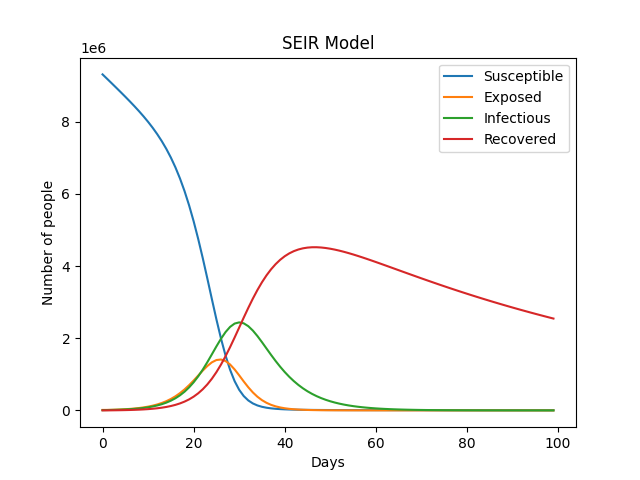 SEIR Model
1e6
Susceptible
Exposed
Infectious
Recovered
8
6
4
2
0
Number of people
0 20 40 60 80 100
Days